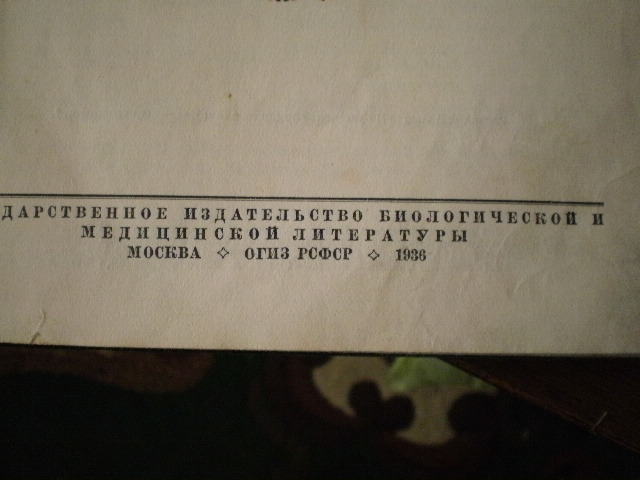 ДАРСТВЕННОЕ ИЗДАТЕЛЬСТВО БИОЛОГИЧЕСКОЙ И
МЕДИЦИНСКОЙ ЛИТЕРАТУРЫ
МОСКВА ✧ ОГИЗ РСФСР ✧ 1936